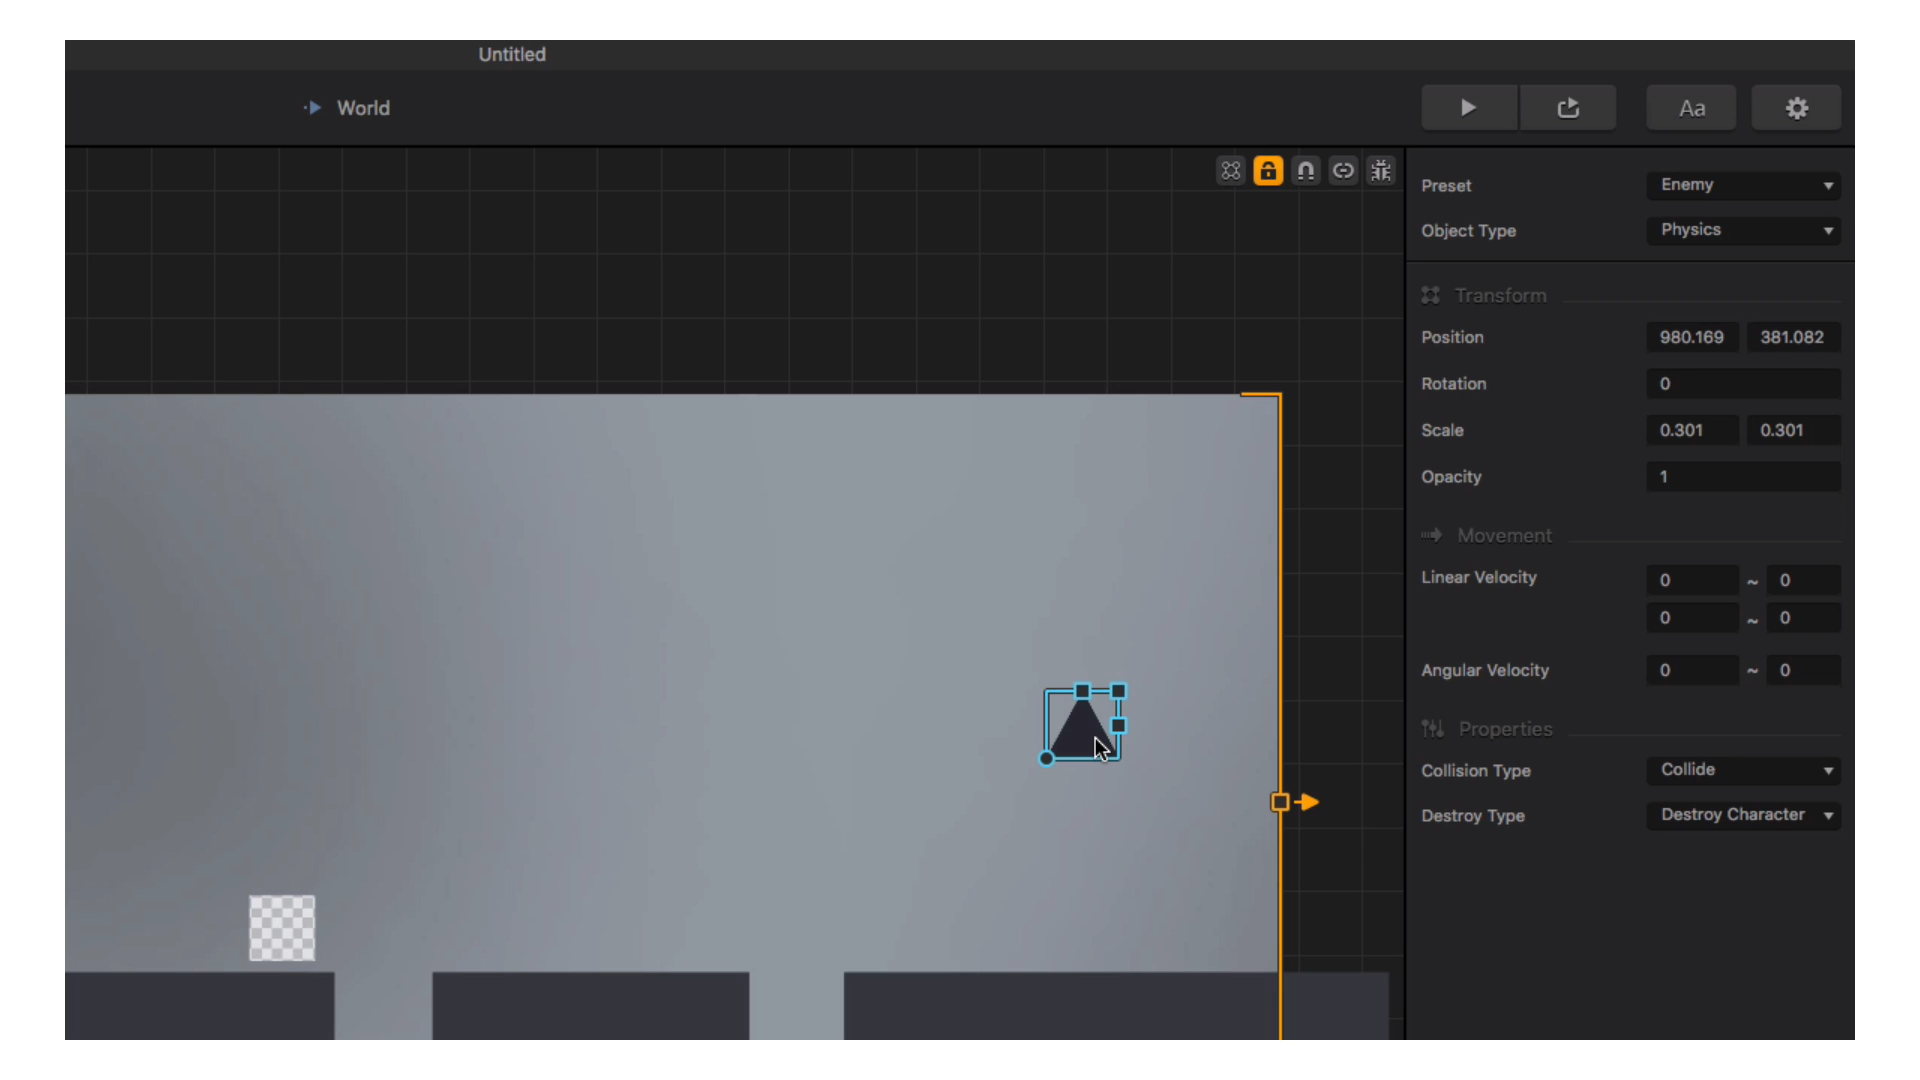 Untitled
World
Aa
Preset Enemy
Object Type Physics
Transform
Position 980.169 381.082
Rotation 0
Scale 0.301 0.301
Opacity 1
Movement
Linear Velocity 0 ~ 0
0 ~ 0
Angular Velocity 0 ~ 0
Properties
Collision Type Collide
Destroy Type Destroy Character